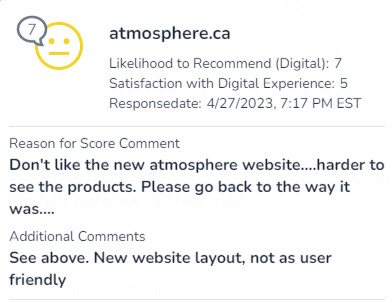 7
atmosphere.ca
Likelihood to Recommend (Digital): 7
Satisfaction with Digital Experience: 5
Responsedate: 4/27/2023, 7:17 PM EST
Reason for Score Comment
Don't like the new atmosphere website....harder to
see the products. Please go back to the way it
was....
Additional Comments
See above. New website layout, not as user
friendly